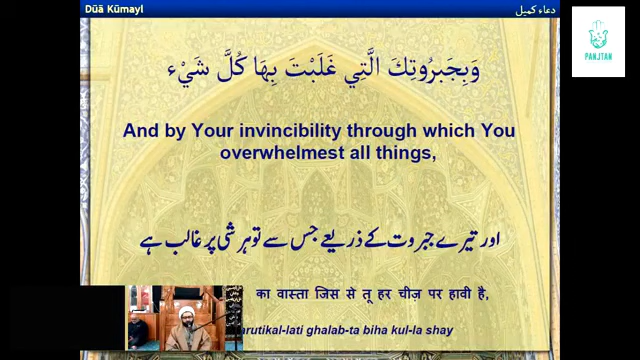 Dūā Kūmayl
دعاء كميل
PANJTAN
وَبِجَبَرُوتِكَ الَّتِي غَلَبْتَ بِهَا كُلَّ شَيْء
And by Your invincibility through which You
overwhelmest all things,
اور تیرے جبروت کے ذریعے جس سے تو ہر شی پر غالب ہے
का वास्ता जिस से तू हर चीज़ पर हावी है,
arutikal-lati ghalab-ta biha kul-la shay